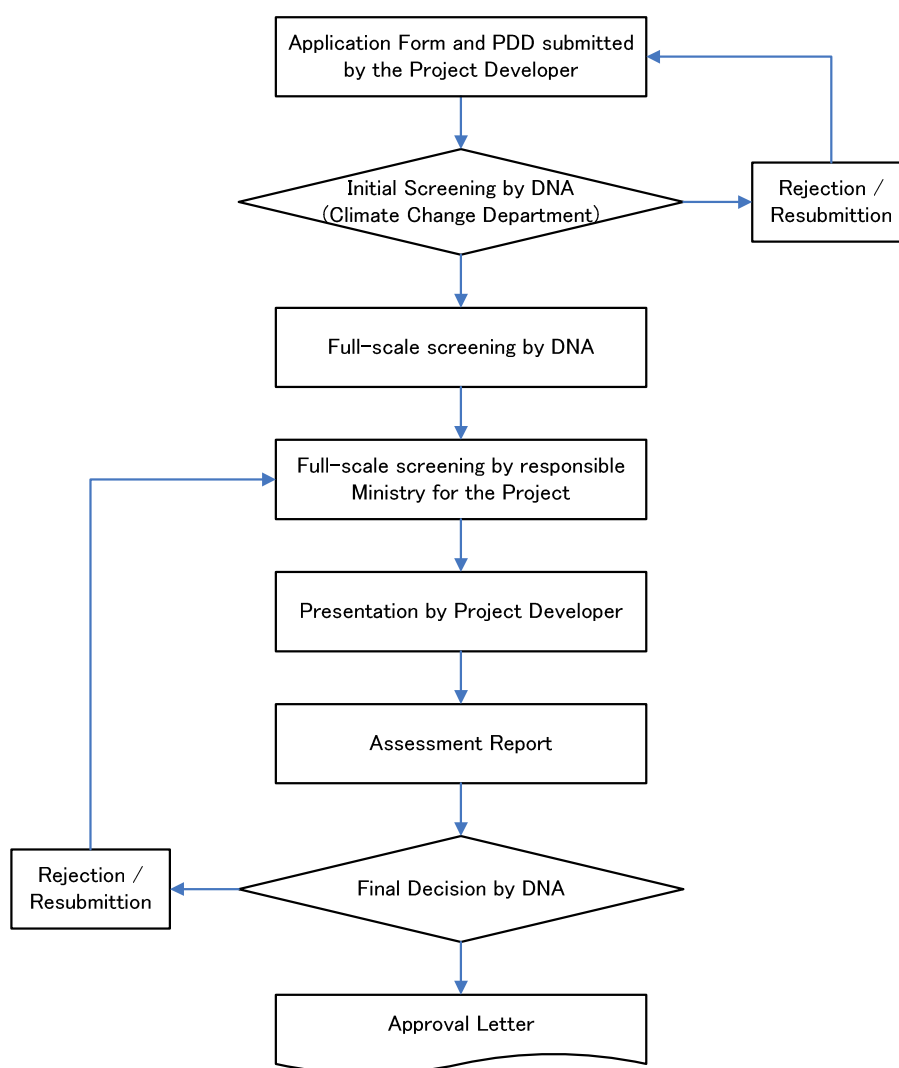 Application Form and PDD submitted
by the Project Developer
Initial Screening by DNA
(Climate Change Department)
Rejection /
Resubmittion
Full-scale screening by DNA
Full-scale screening by responsible
Ministry for the Project
Presentation by Project Developer
Assessment Report
Rejection /
Resubmittion
Final Decision by DNA
Approval Letter